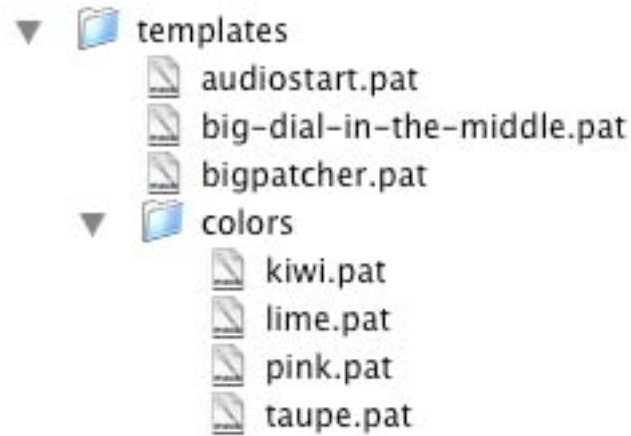 templates
audiostart.pat
big-dial-in-the-middle.pat
bigpatcher.pat
colors
kiwi.pat
lime.pat
pink.pat
taupe.pat